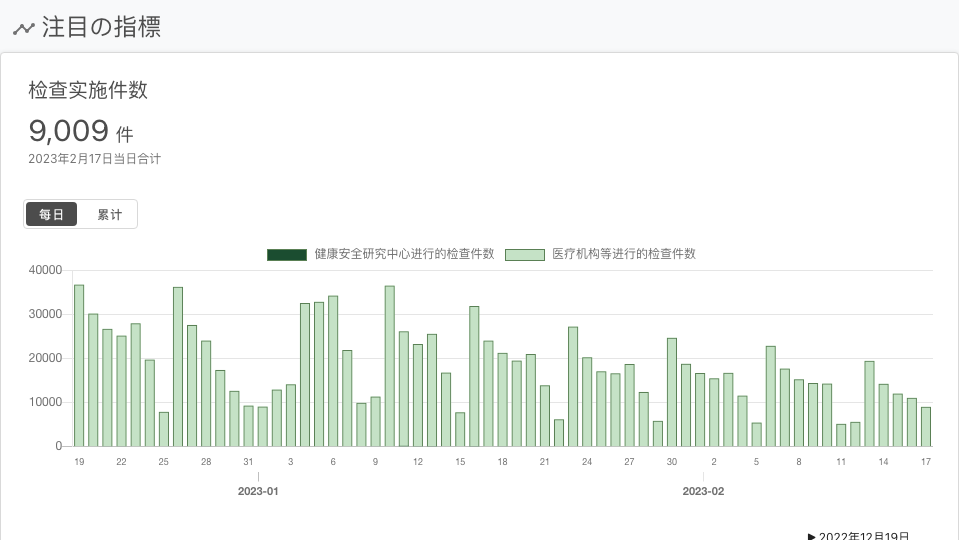 注目の指標
检查实施件数
9,009 件
2023年2月17日当日合计
每日 累计
健康安全研究中心进行的检查件数 医疗机构等进行的检查件数
40000
30000
20000
10000
0
19 22 25 28 31 3 6 9 12 15 18 21 24 27 30 2 5 8 11 14 17
2023-01 2023-02
▶ 2022年12月19日